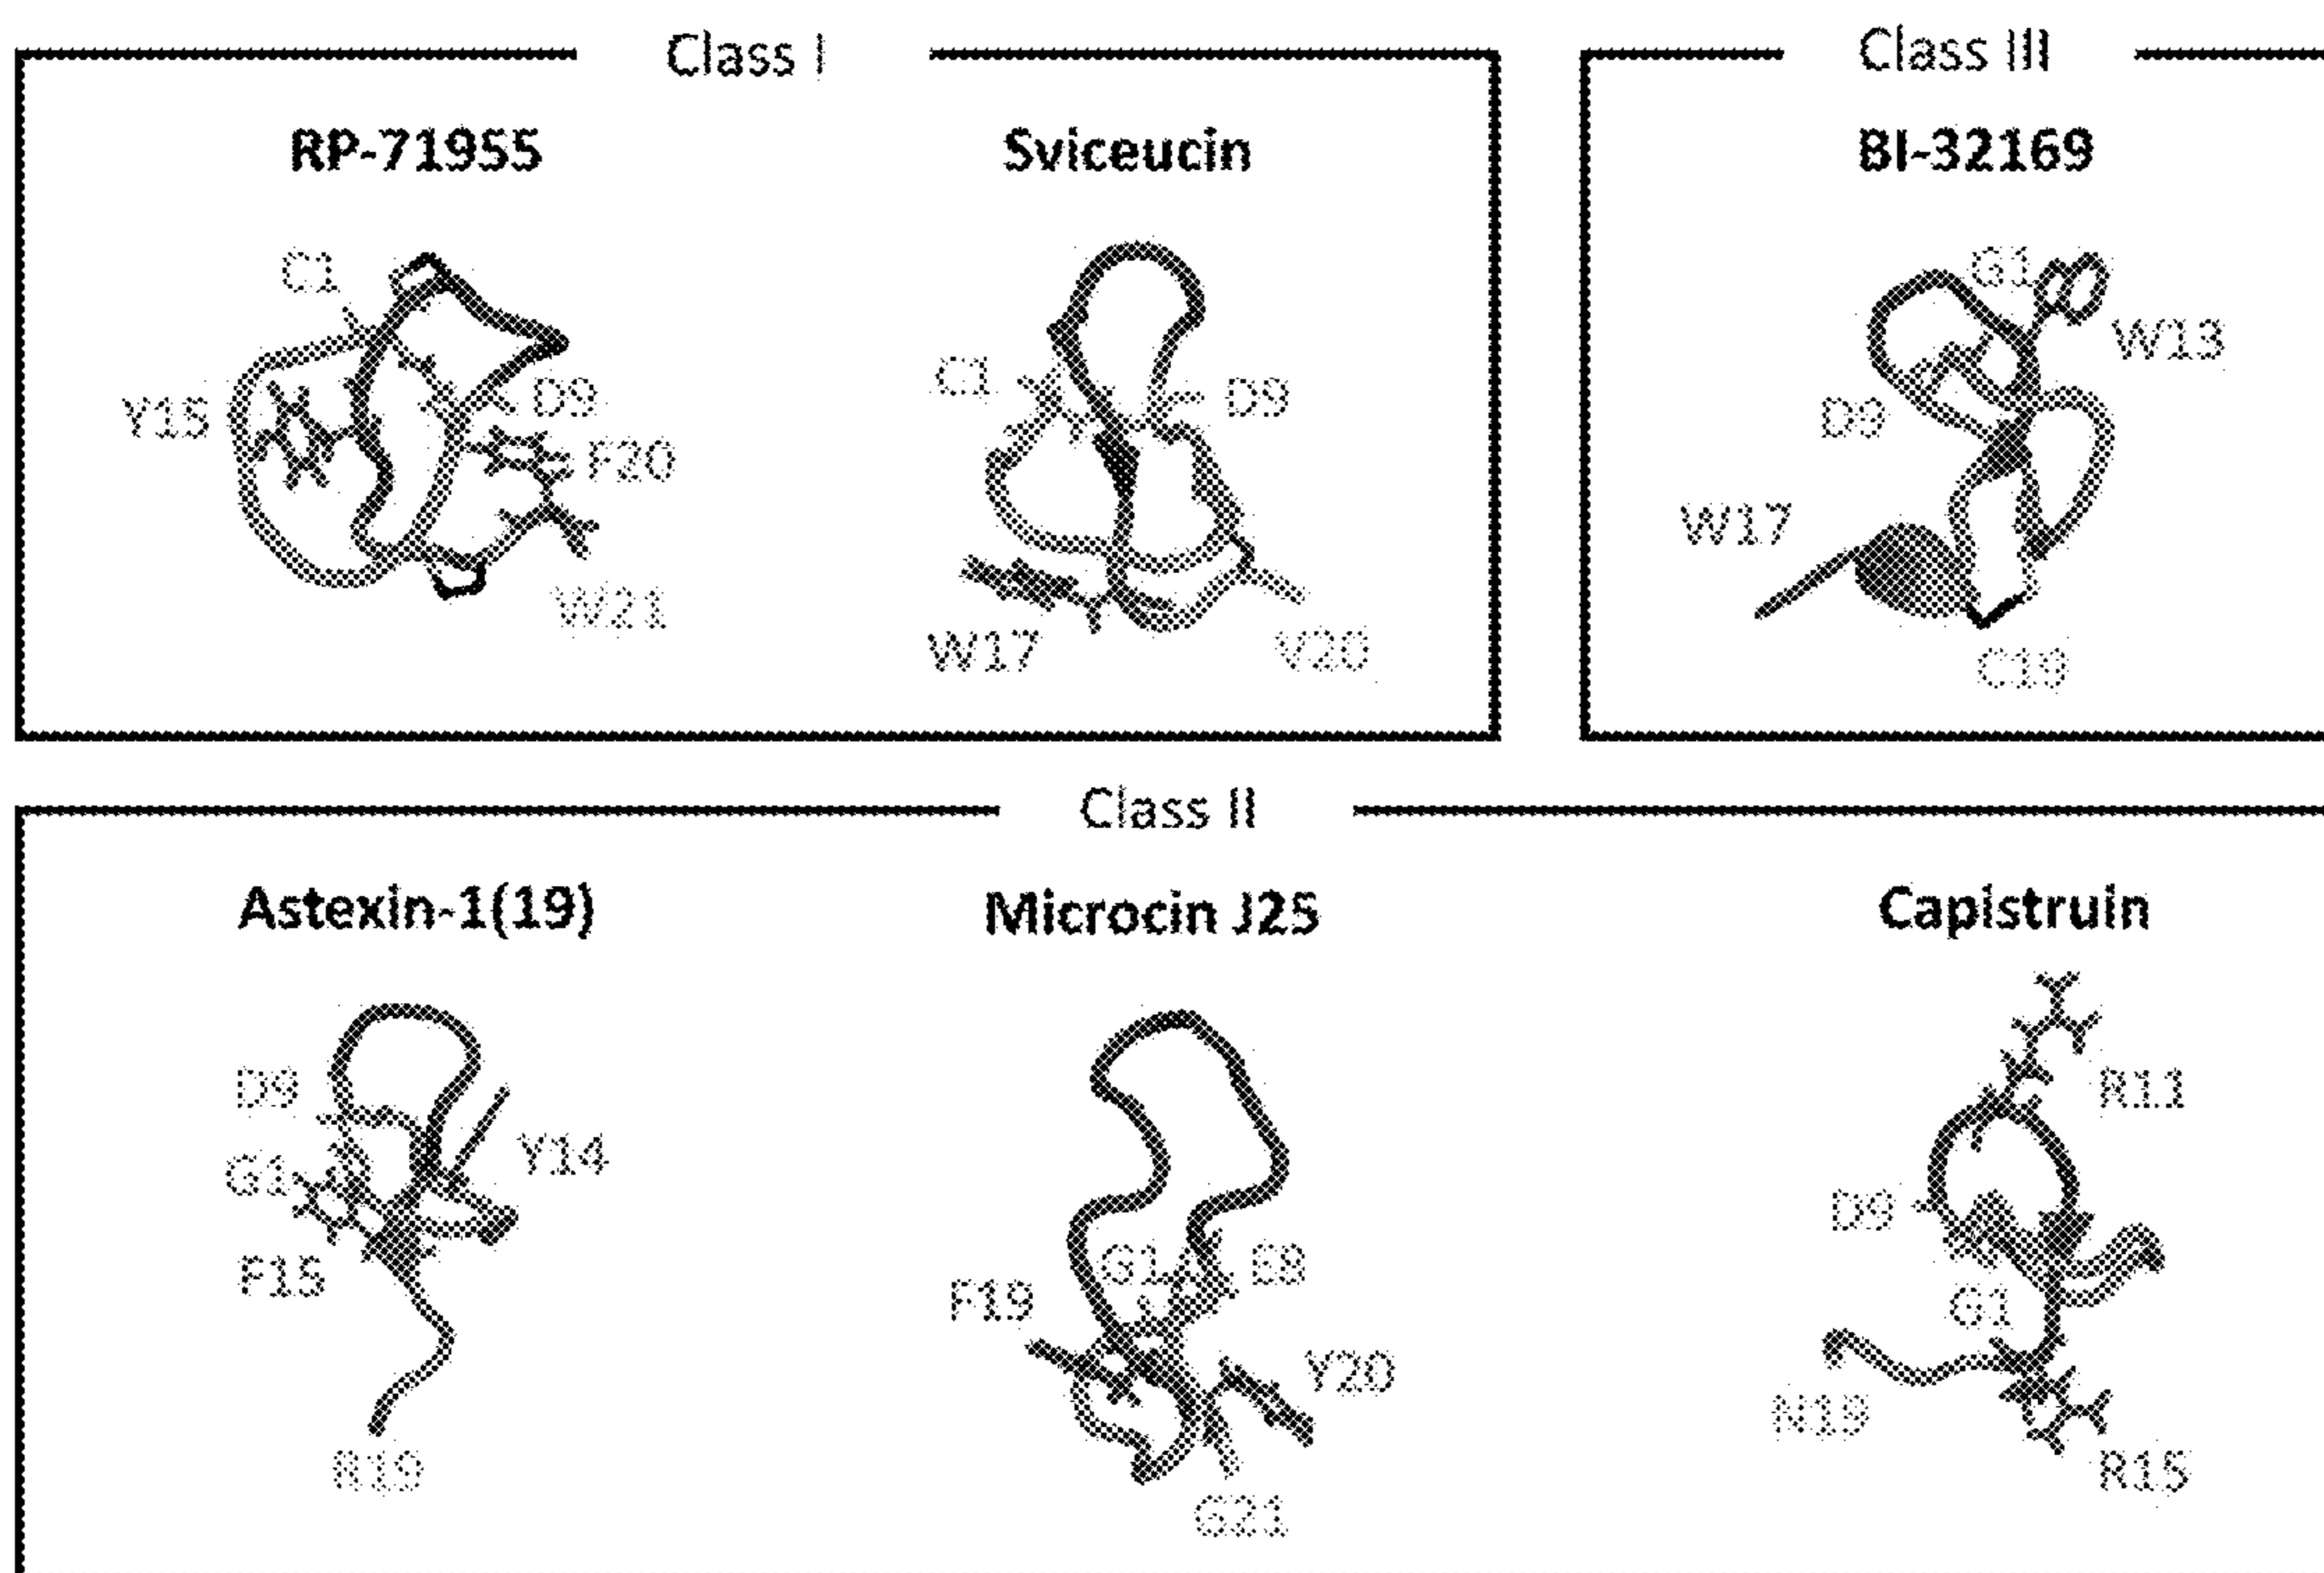 Class I
RP-71955
C1
Y15
D9
F20
W21
Sviceucin
C1
D9
W17
V20
Class III
BI-32169
G1
W13
D9
W17
C19
Class II
Astexin-1(19)
D9
G1
Y14
F15
R19
Microcin J25
G1
E8
F19
Y20
G21
Capistruin
R11
D9
G1
N19
R15